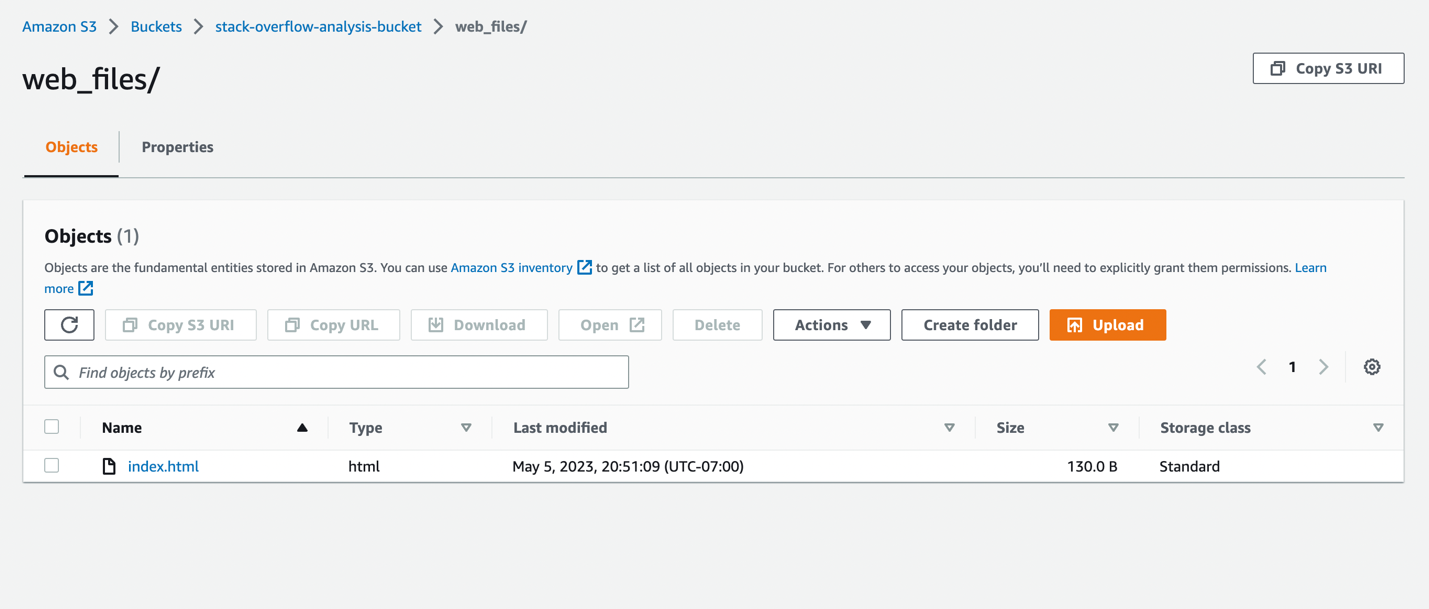 Amazon S3 > Buckets > stack-overflow-analysis-bucket > web_files/
web_files/
Copy S3 URI
Objects Properties
Objects (1)
Objects are the fundamental entities stored in Amazon S3. You can use Amazon S3 inventory to get a list of all objects in your bucket. For others to access your objects, you'll need to explicitly grant them permissions. Learn
more
Copy S3 URI Copy URL Download Open Delete Actions Create folder Upload
Find objects by prefix
1
Name Type Last modified Size Storage class
index.html html May 5, 2023, 20:51:09 (UTC-07:00) 130.0 B Standard